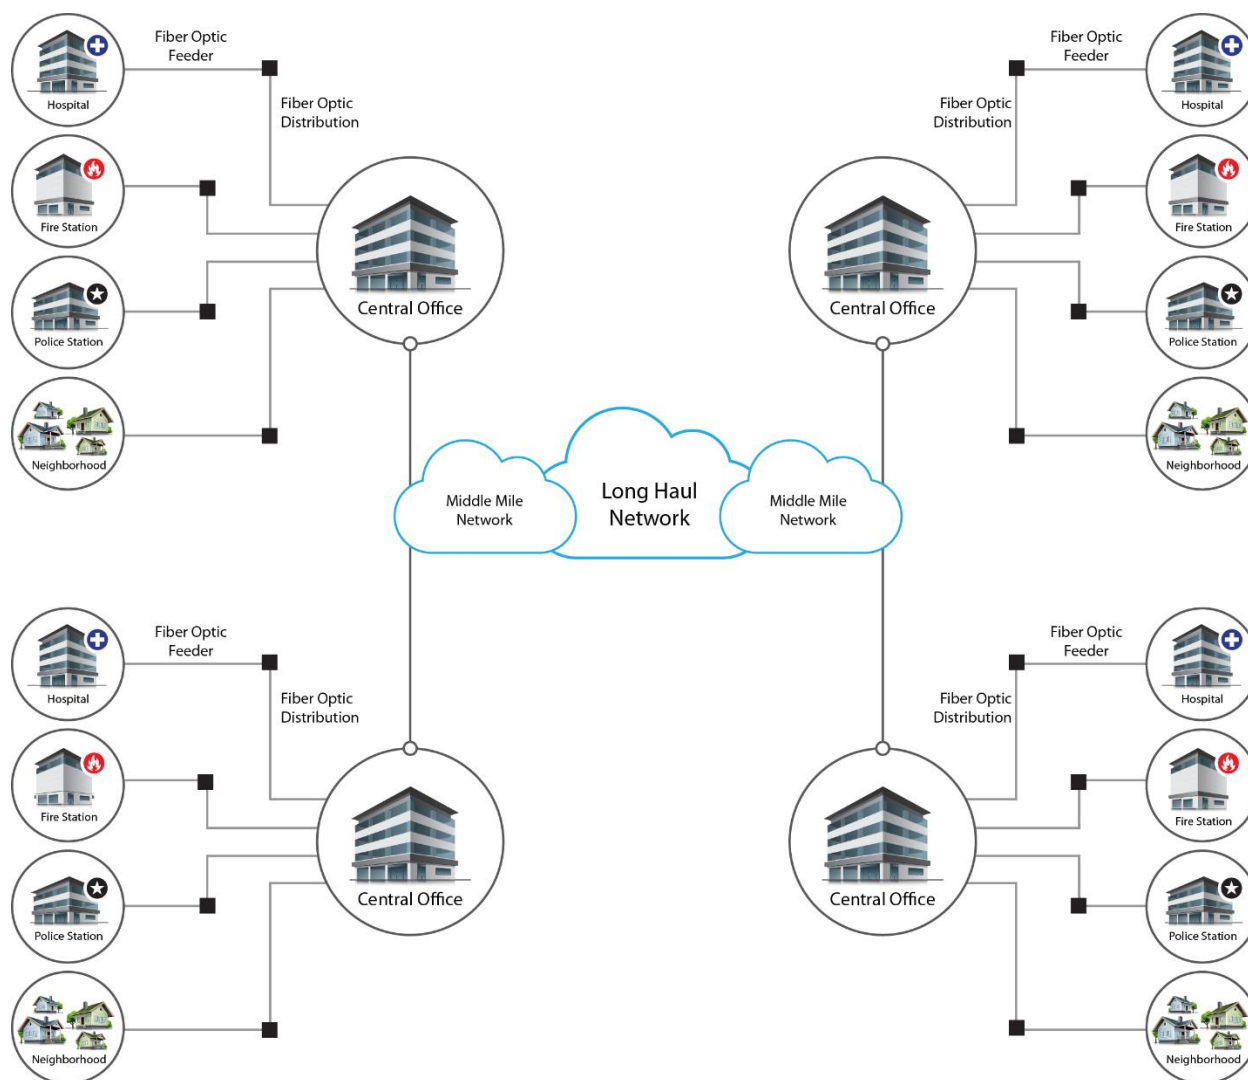 Fiber Optic
Feeder
Hospital
Fiber Optic
Distribution
Fire Station
Police Station
Neighborhood
Central Office
Fiber Optic
Feeder
Hospital
Fiber Optic
Distribution
Fire Station
Police Station
Neighborhood
Central Office
Middle Mile
Network
Long Haul
Network
Middle Mile
Network
Fiber Optic
Feeder
Hospital
Fiber Optic
Distribution
Fire Station
Police Station
Neighborhood
Central Office
Fiber Optic
Feeder
Hospital
Fiber Optic
Distribution
Fire Station
Police Station
Neighborhood
Central Office